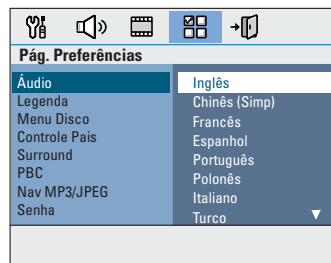 Pág. Preferências
Áudio
Legenda
Menu Disco
Controle Pais
Surround
PBC
Nav MP3/JPEG
Senha
Inglês
Chinês (Simp)
Francês
Espanhol
Português
Polonês
Italiano
Turco